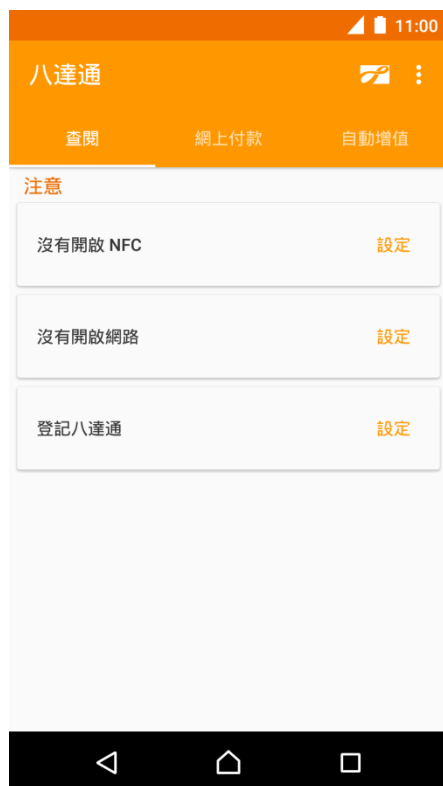 11:00
八達通
查閱
網上付款
自動增值
注意
沒有開啟 NFC
設定
沒有開啟網路
設定
登記八達通
設定